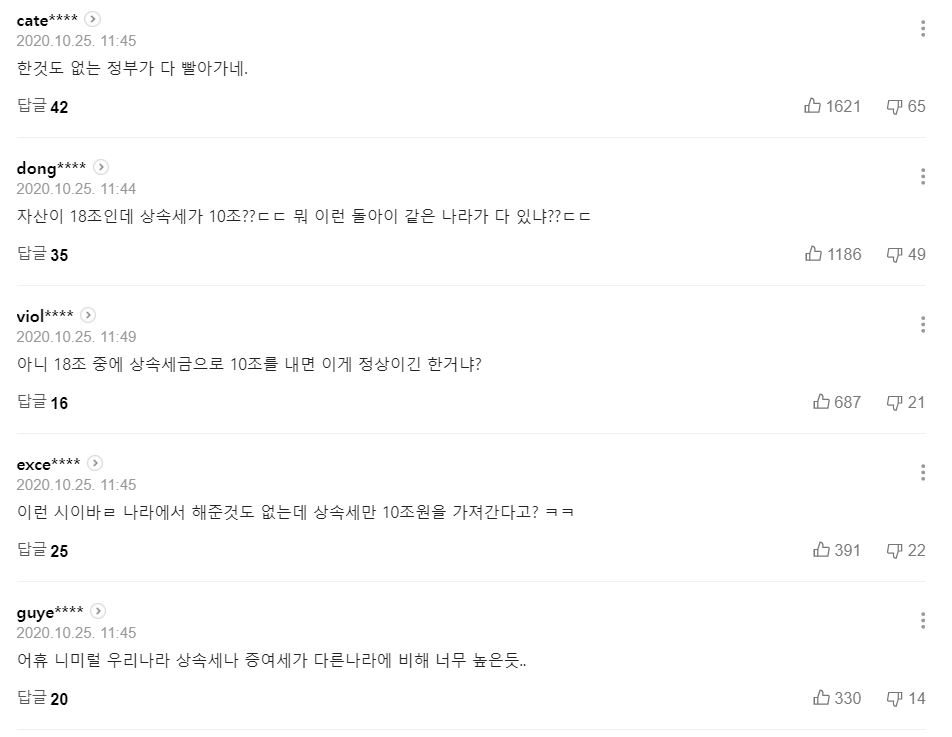 cate****
2020.10.25. 11:45
한것도 없는 정부가 다 빨아가네.
답글 42
1621 65
dong****
2020.10.25. 11:44
자산이 18조인데 상속세가 10조??ㄷㄷ 뭐 이런 돌아이 같은 나라가 다 있냐??ㄷㄷ
답글 35
1186 49
viol****
2020.10.25. 11:49
아니 18조 중에 상속세금으로 10조를 내면 이게 정상이긴 한거냐?
답글 16
687 21
exce****
2020.10.25. 11:45
이런 시이바ㄹ 나라에서 해준것도 없는데 상속세만 10조원을 가져간다고? ㅋㅋ
답글 25
391 22
guye****
2020.10.25. 11:45
어휴 니미럴 우리나라 상속세나 증여세가 다른나라에 비해 너무 높은듯..
답글 20
330 14